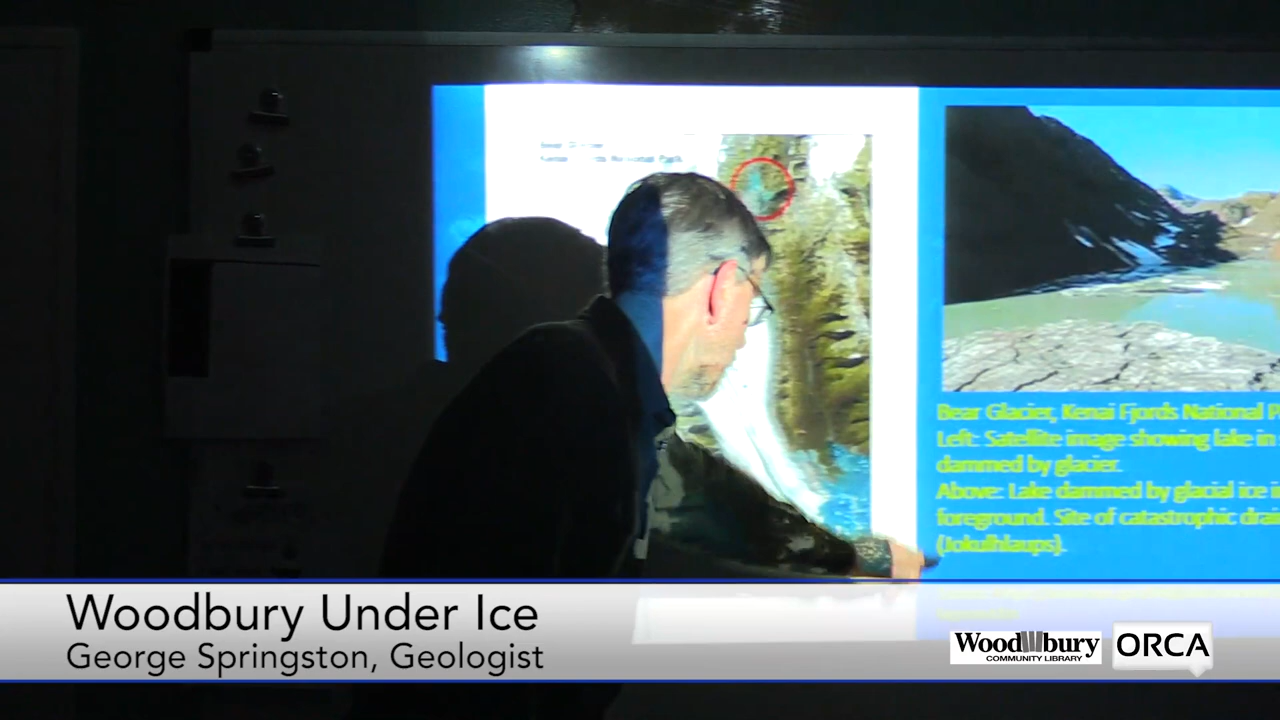 Bear Glacier, Kenai Fjords National P
Left: Satellite image showing lake in
dammed by glacier.
Above: Lake dammed by glacial ice i
foreground. Site of catastrophic drai
(Jokulhlaups).
Woodbury Under Ice
George Springston, Geologist
Woodbury
COMMUNITY LIBRARY
ORCA